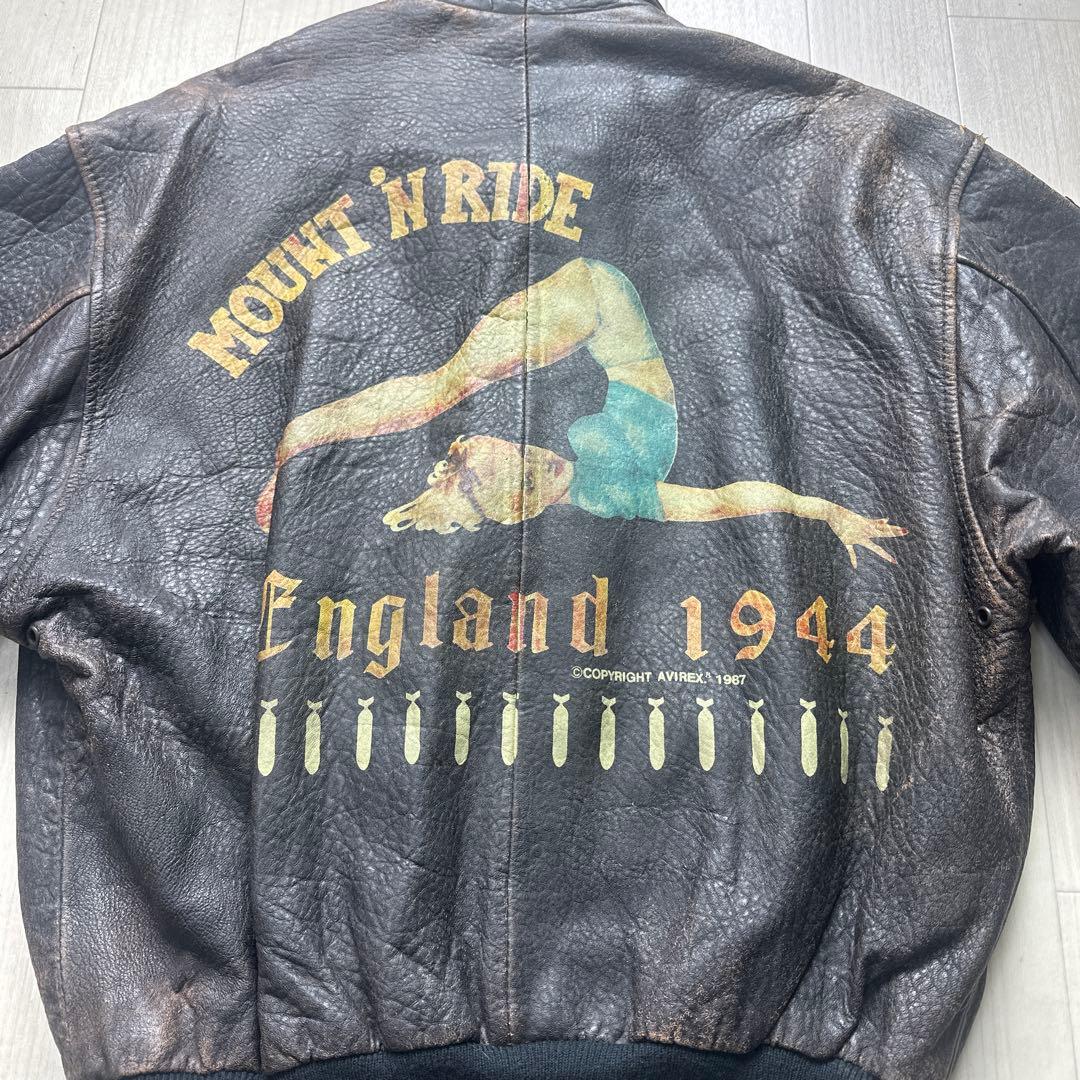 MOUNT 'N RIDE
England 1944
©COPYRIGHT AVIREX.® 1987